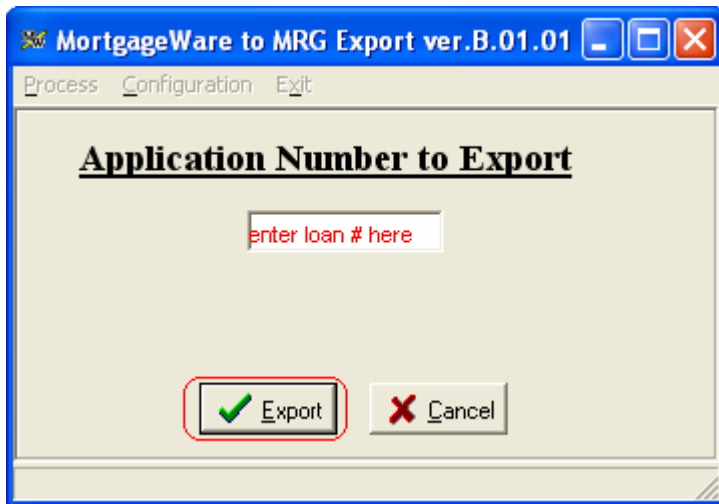 MortgageWare to MRG Export ver.B.01.01
Process Configuration Exit
Application Number to Export
enter loan # here
Export Cancel